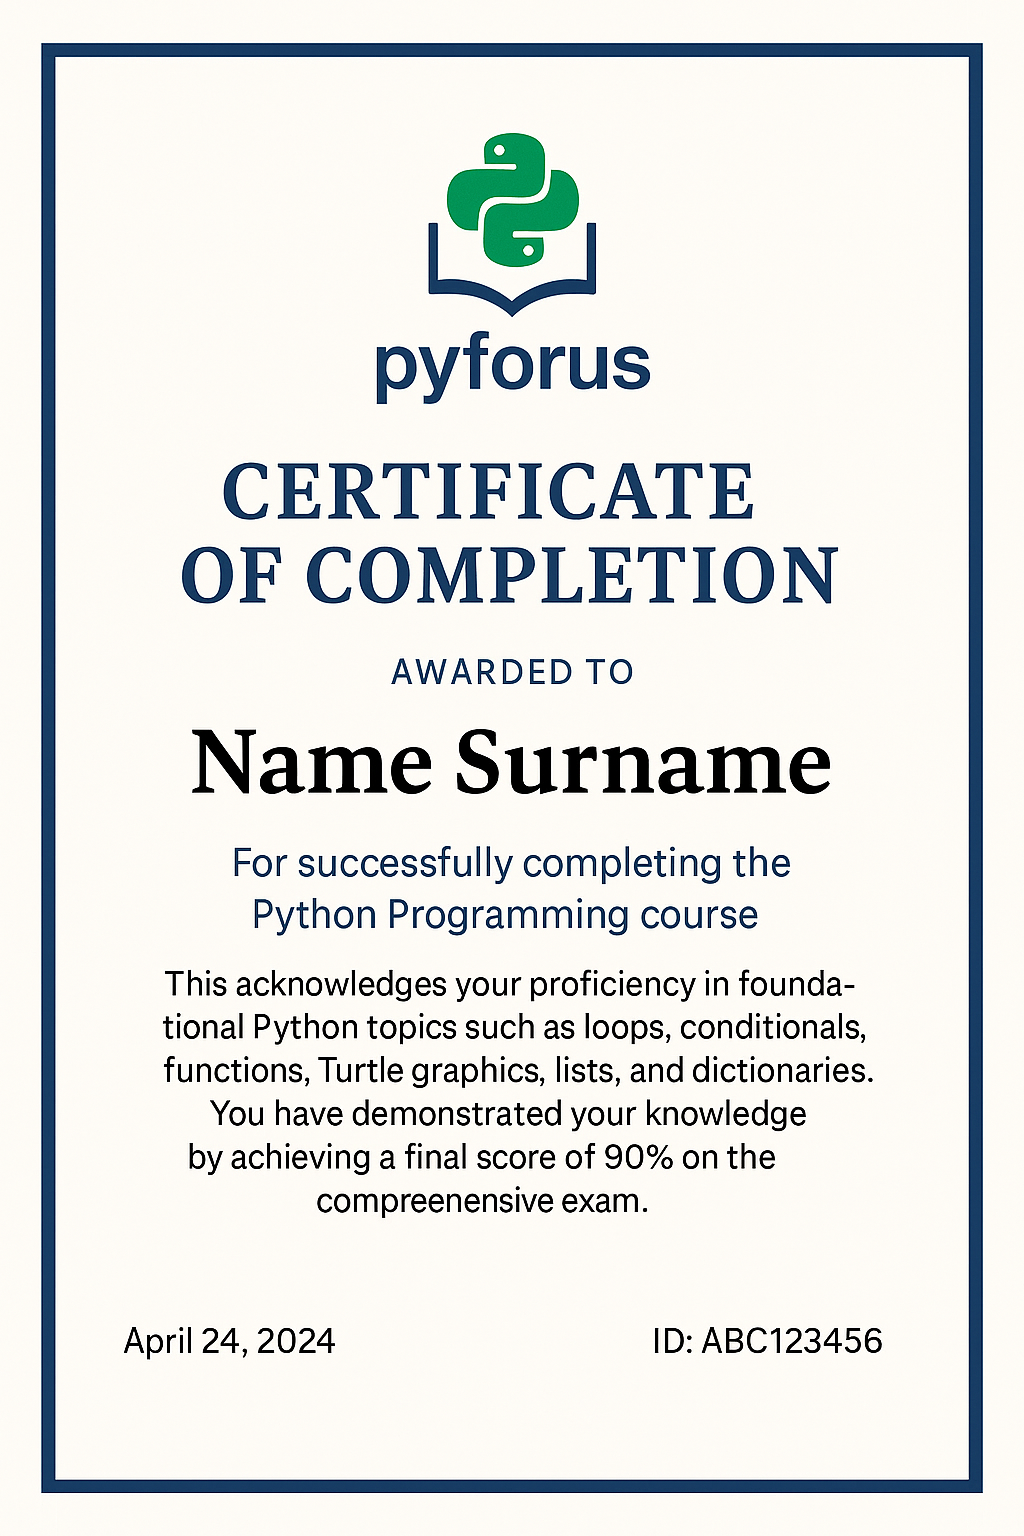 pyforus
CERTIFICATE
OF COMPLETION
AWARDED TO
Name Surname
For successfully completing the
Python Programming course
This acknowledges your proficiency in founda-
tional Python topics such as loops, conditionals,
functions, Turtle graphics, lists, and dictionaries.
You have demonstrated your knowledge
by achieving a final score of 90% on the
compreenensive exam.
April 24, 2024
ID: ABC123456